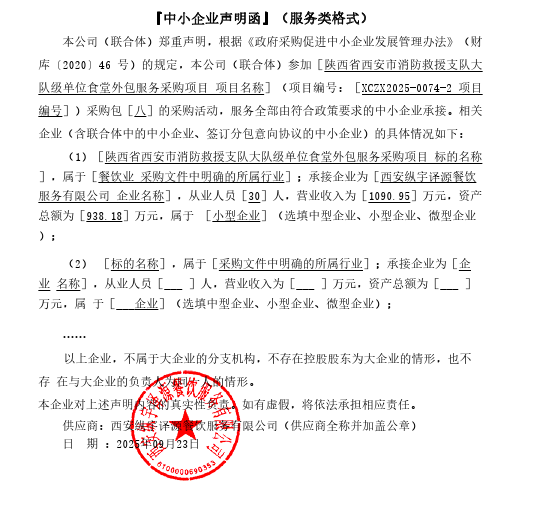 『中小企业声明函』（服务类格式）
本公司（联合体）郑重声明，根据《政府采购促进中小企业发展管理办法》（财
库〔2020〕46 号）的规定，本公司（联合体）参加［陕西省西安市消防救援支队大
队级单位食堂外包服务采购项目 项目名称］（项目编号：［XCZX2025-0074-2 项目
编号］）采购包［八］的采购活动，服务全部由符合政策要求的中小企业承接。相关
企业（含联合体中的中小企业、签订分包意向协议的中小企业）的具体情况如下：
（1）［陕西省西安市消防救援支队大队级单位食堂外包服务采购项目 标的名称
］，属于［餐饮业 采购文件中明确的所属行业］；承接企业为［西安纵宇译源餐饮
服务有限公司 企业名称］，从业人员［30］人，营业收入为［1090.95］万元，资产
总额为［938.18］万元，属于 ［小型企业］（选填中型企业、小型企业、微型企业
）；
（2）［标的名称］，属于［采购文件中明确的所属行业］；承接企业为［企
业 名称］，从业人员［___ ］人，营业收入为［___ ］万元，资产总额为［___ ］
万元，属 于［___企业］（选填中型企业、小型企业、微型企业）；
……
以上企业，不属于大企业的分支机构，不存在控股股东为大企业的情形，也不
存 在与大企业的负责人为同一人的情形。
本企业对上述声明内容的真实性负责。如有虚假，将依法承担相应责任。
供应商：西安纵宇译源餐饮服务有限公司（供应商全称并加盖公章）
日 期 ：2025年09月23日
西安纵宇译源餐饮服务有限公司
6100000690353